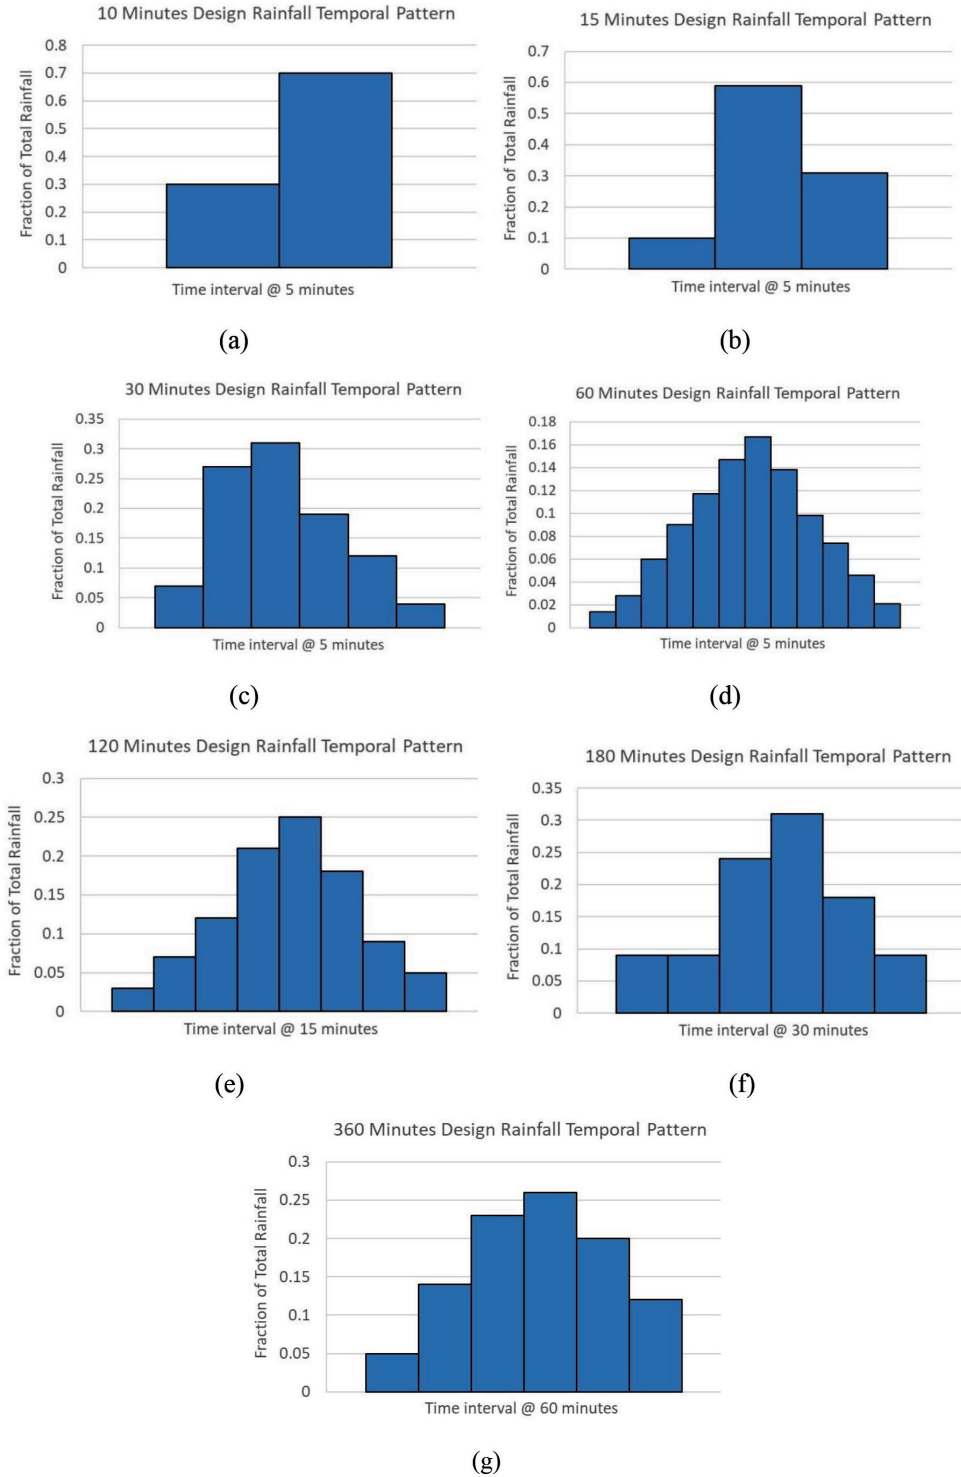 10 Minutes Design Rainfall Temporal Pattern
Fraction of Total Rainfall
0.8
0.7
0.6
0.5
0.4
0.3
0.2
0.1
0
Time interval @ 5 minutes
(a)
15 Minutes Design Rainfall Temporal Pattern
Fraction of Total Rainfall
0.7
0.6
0.5
0.4
0.3
0.2
0.1
0
Time interval @ 5 minutes
(b)
30 Minutes Design Rainfall Temporal Pattern
Fraction of Total Rainfall
0.35
0.3
0.25
0.2
0.15
0.1
0.05
0
Time interval @ 5 minutes
(c)
60 Minutes Design Rainfall Temporal Pattern
Fraction of Total Rainfall
0.18
0.16
0.14
0.12
0.1
0.08
0.06
0.04
0.02
0
Time interval @ 5 minutes
(d)
120 Minutes Design Rainfall Temporal Pattern
Fraction of Total Rainfall
0.3
0.25
0.2
0.15
0.1
0.05
0
Time interval @ 15 minutes
(e)
180 Minutes Design Rainfall Temporal Pattern
Fraction of Total Rainfall
0.35
0.3
0.25
0.2
0.15
0.1
0.05
0
Time interval @ 30 minutes
(f)
360 Minutes Design Rainfall Temporal Pattern
Fraction of Total Rainfall
0.3
0.25
0.2
0.15
0.1
0.05
0
Time interval @ 60 minutes
(g)